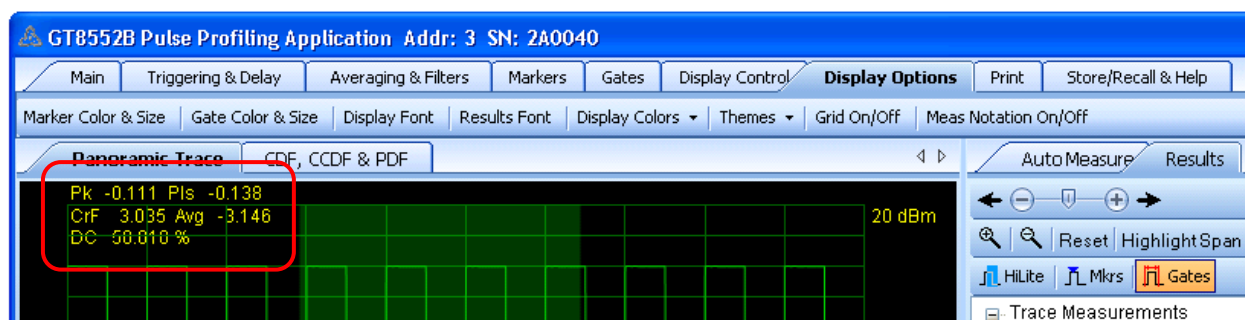 GT8552B Pulse Profiling Application Addr: 3 SN: 2A0040
Main Triggering & Delay Averaging & Filters Markers Gates Display Control Display Options Print Store/Recall & Help
Marker Color & Size Gate Color & Size Display Font Results Font Display Colors Themes Grid On/Off Meas Notation On/Off
Panoramic Trace CDF, CCDF & PDF Auto Measure Results
Pk -0.111 Pls -0.138
CrF 3.035 Avg -3.146 20 dBm
DC 50.010 %
Reset Highlight Span
HiLite Mkrs Gates
Trace Measurements